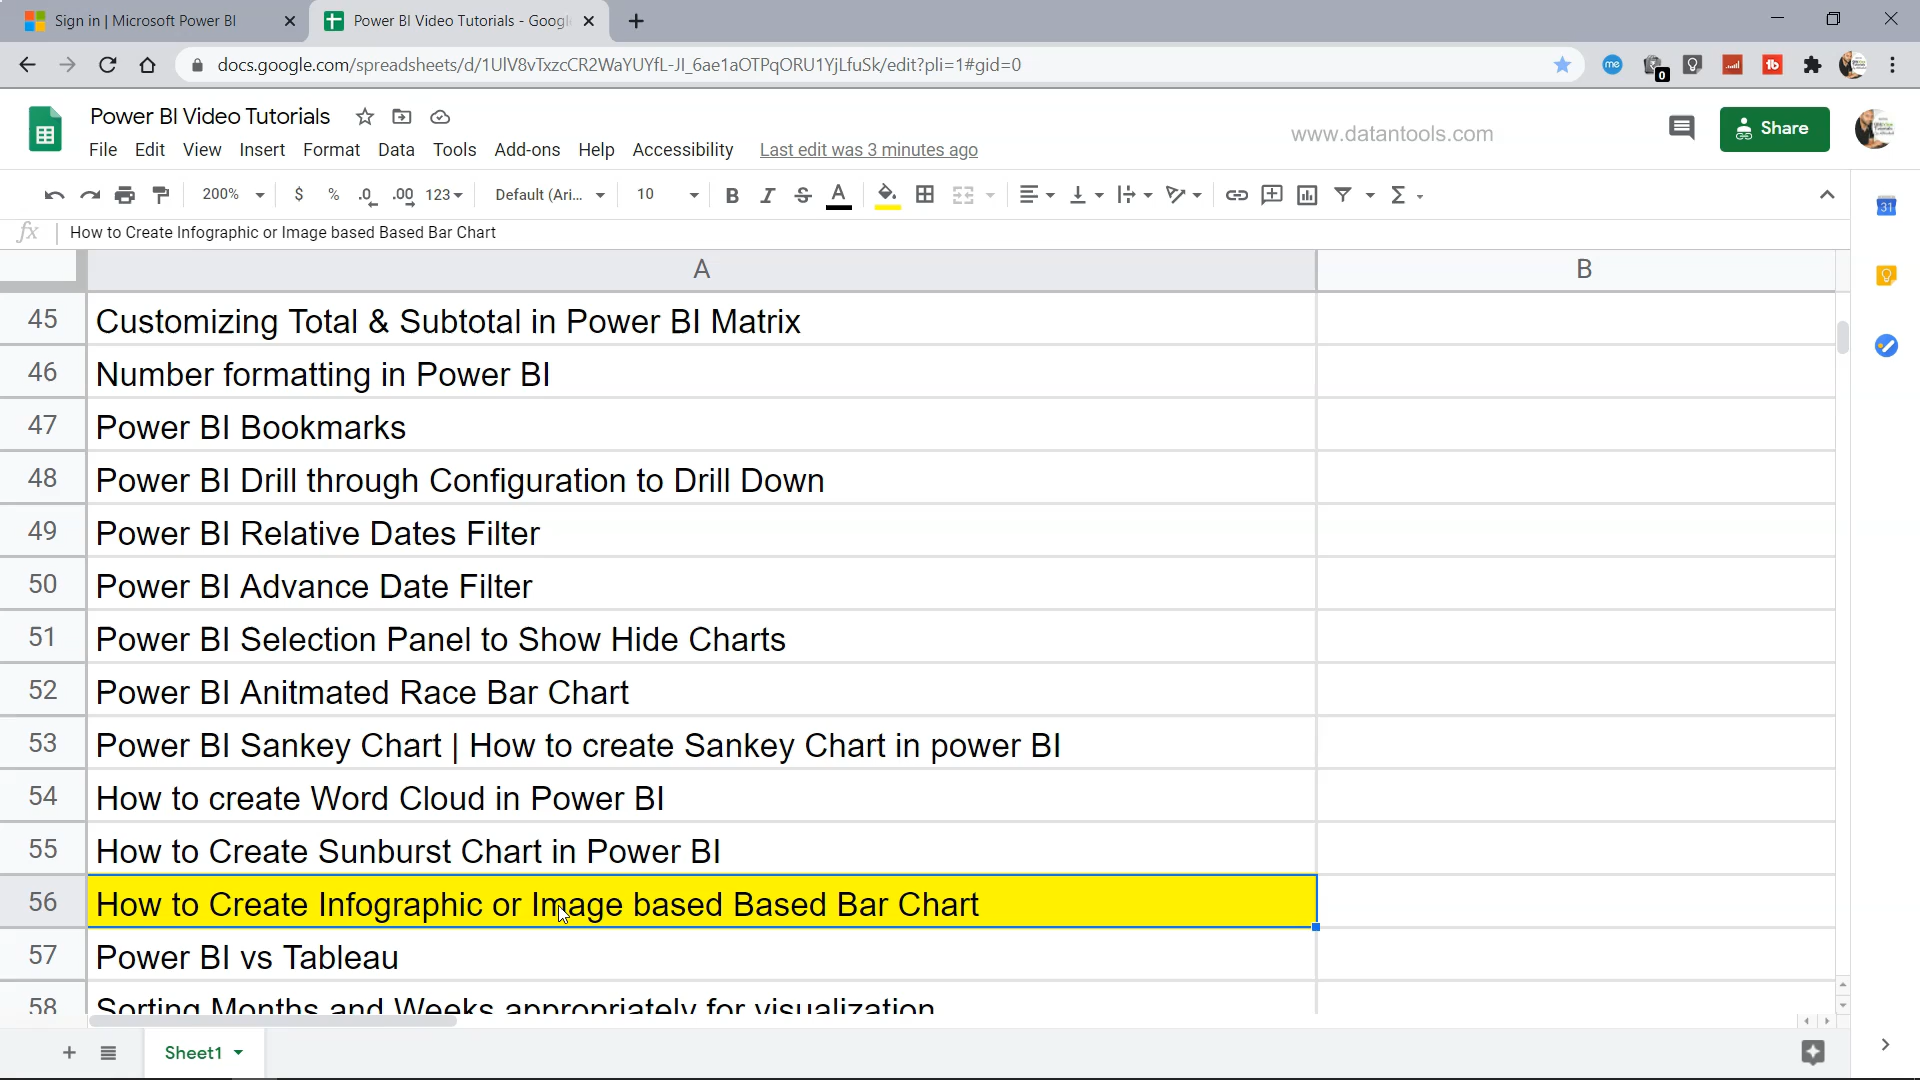 Sign in | Microsoft Power BI
Power BI Video Tutorials - Googl
docs.google.com/spreadsheets/d/1UlV8vTxzcCR2WaYUYfL-JI_6ae1aOTPqORU1YjLfuSk/edit?pli=1#gid=0
me
0
tb
Power BI Video Tutorials
www.datantools.com
Share
File Edit View Insert Format Data Tools Add-ons Help Accessibility Last edit was 3 minutes ago
200% $ % .0 .00 123 Default (Ari... 10 B I S A Σ
31
fx How to Create Infographic or Image based Based Bar Chart
A B
45 Customizing Total & Subtotal in Power BI Matrix
46 Number formatting in Power BI
47 Power BI Bookmarks
48 Power BI Drill through Configuration to Drill Down
49 Power BI Relative Dates Filter
50 Power BI Advance Date Filter
51 Power BI Selection Panel to Show Hide Charts
52 Power BI Anitmated Race Bar Chart
53 Power BI Sankey Chart | How to create Sankey Chart in power BI
54 How to create Word Cloud in Power BI
55 How to Create Sunburst Chart in Power BI
56 How to Create Infographic or Image based Based Bar Chart
57 Power BI vs Tableau
58 Sorting Months and Weeks appropriately for visualization
Sheet1